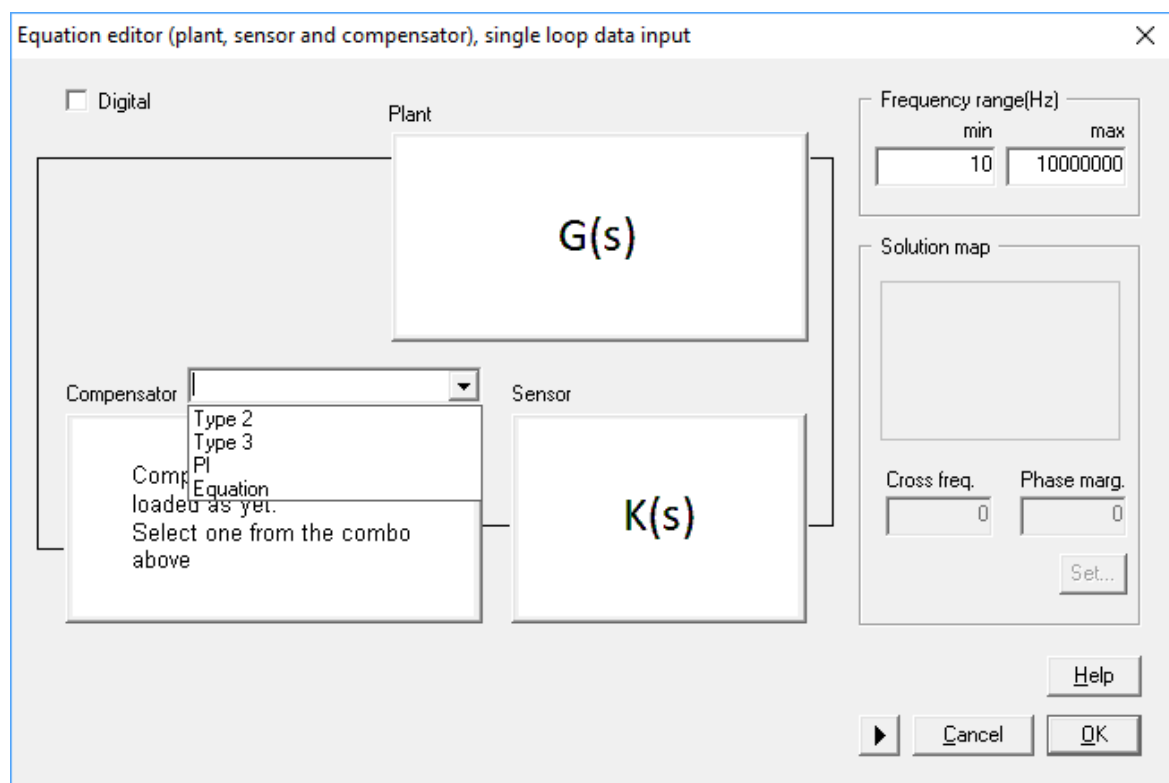 Equation editor (plant, sensor and compensator), single loop data input
Digital
Plant
G(s)
Frequency range(Hz)
min
max
10
10000000
Solution map
Compensator
Type 2
Type 3
PI
Equation
loaded as yet.
Select one from the combo
above
Sensor
K(s)
Cross freq.
Phase marg.
0
0
Set...
Help
Cancel
OK